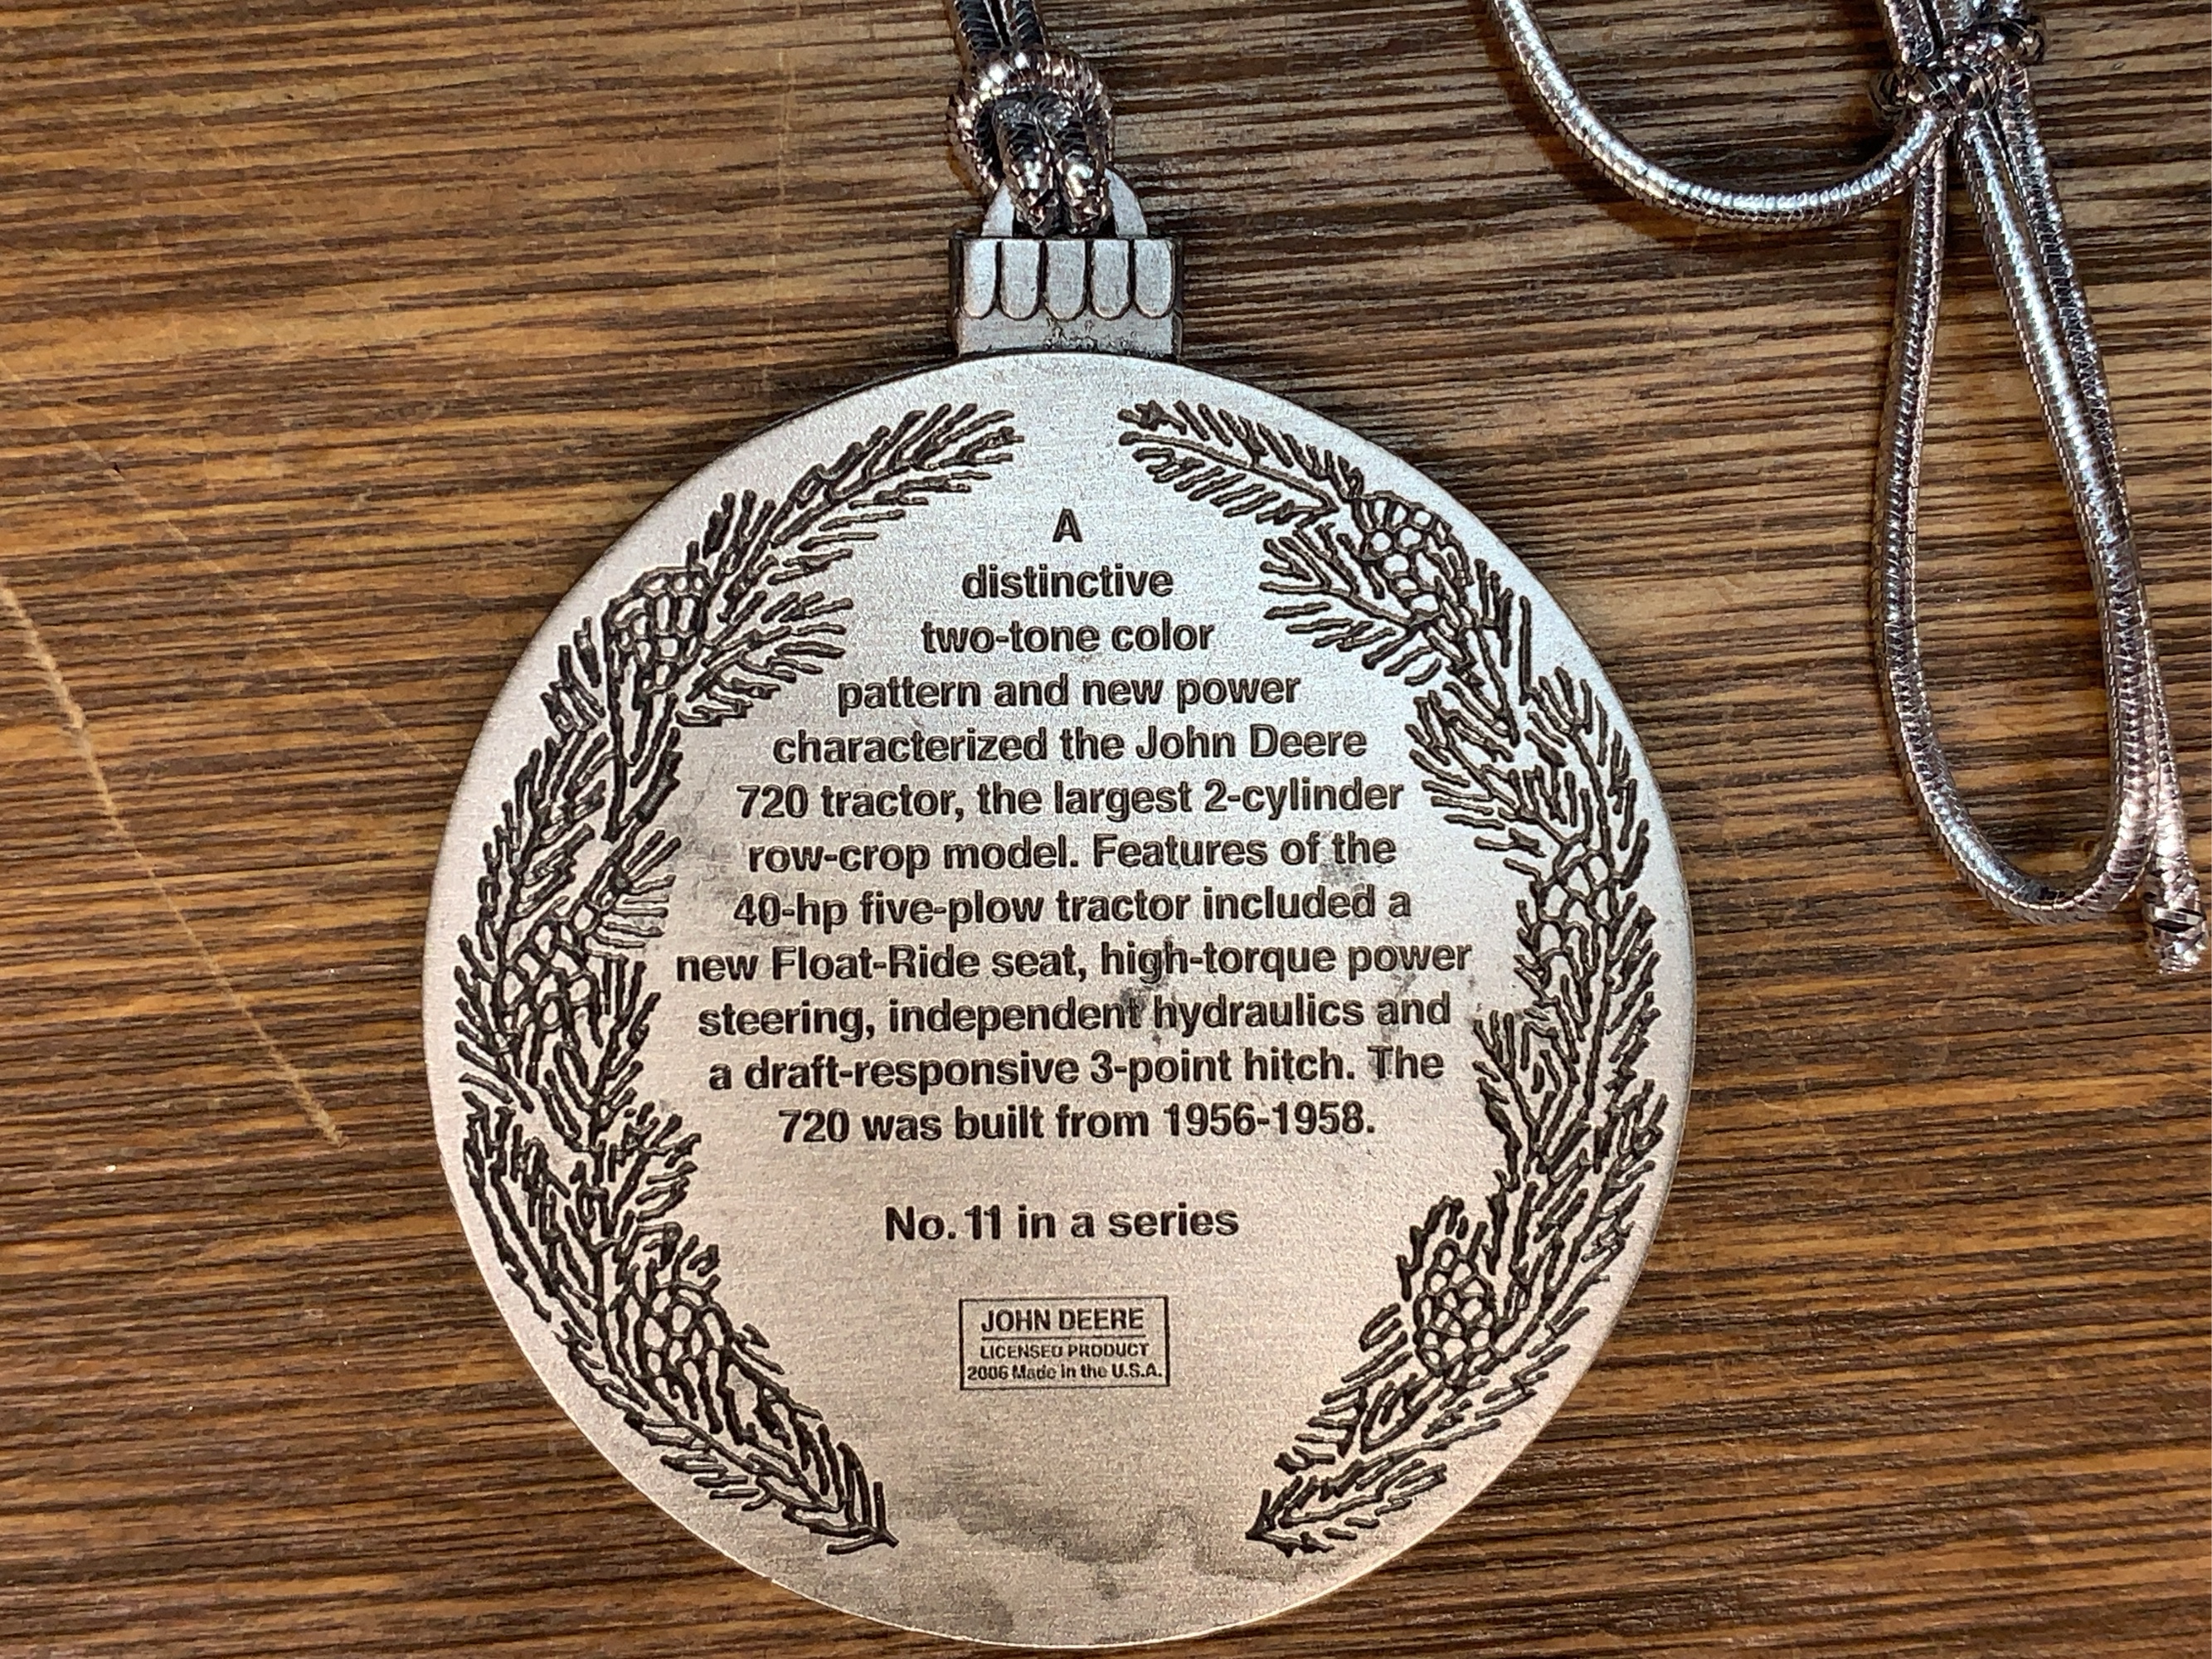 A
distinctive
two-tone color
pattern and new power
characterized the John Deere
720 tractor, the largest 2-cylinder
row-crop model. Features of the
40-hp five-plow tractor included a
new Float-Ride seat, high-torque power
steering, independent hydraulics and
a draft-responsive 3-point hitch. The
720 was built from 1956-1958.
No. 11 in a series
JOHN DEERE
LICENSED PRODUCT
2006 Made in the U.S.A.